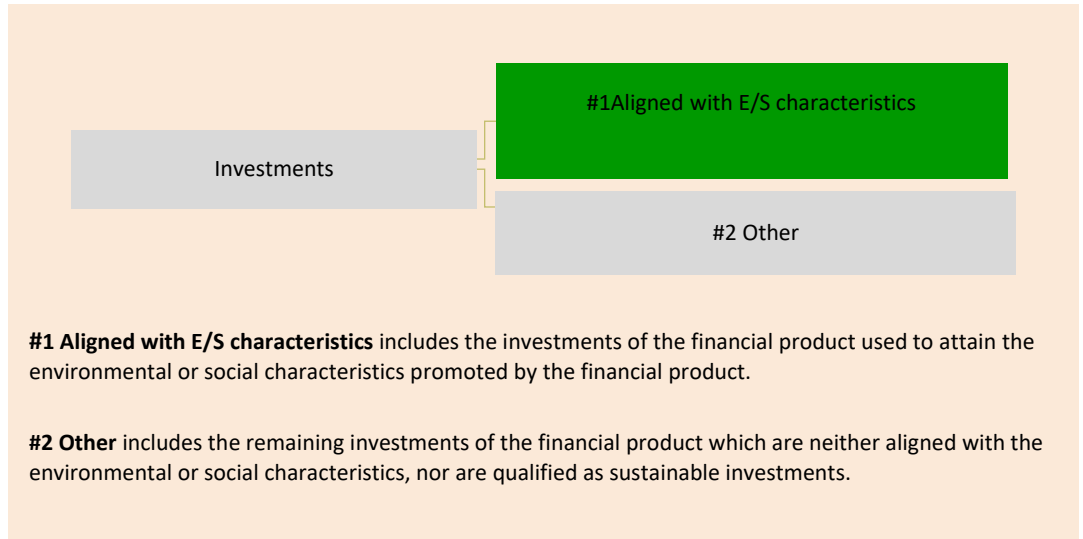 #1Aligned with E/S characteristics
Investments
#2 Other
#1 Aligned with E/S characteristics includes the investments of the financial product used to attain the
environmental or social characteristics promoted by the financial product.
#2 Other includes the remaining investments of the financial product which are neither aligned with the
environmental or social characteristics, nor are qualified as sustainable investments.